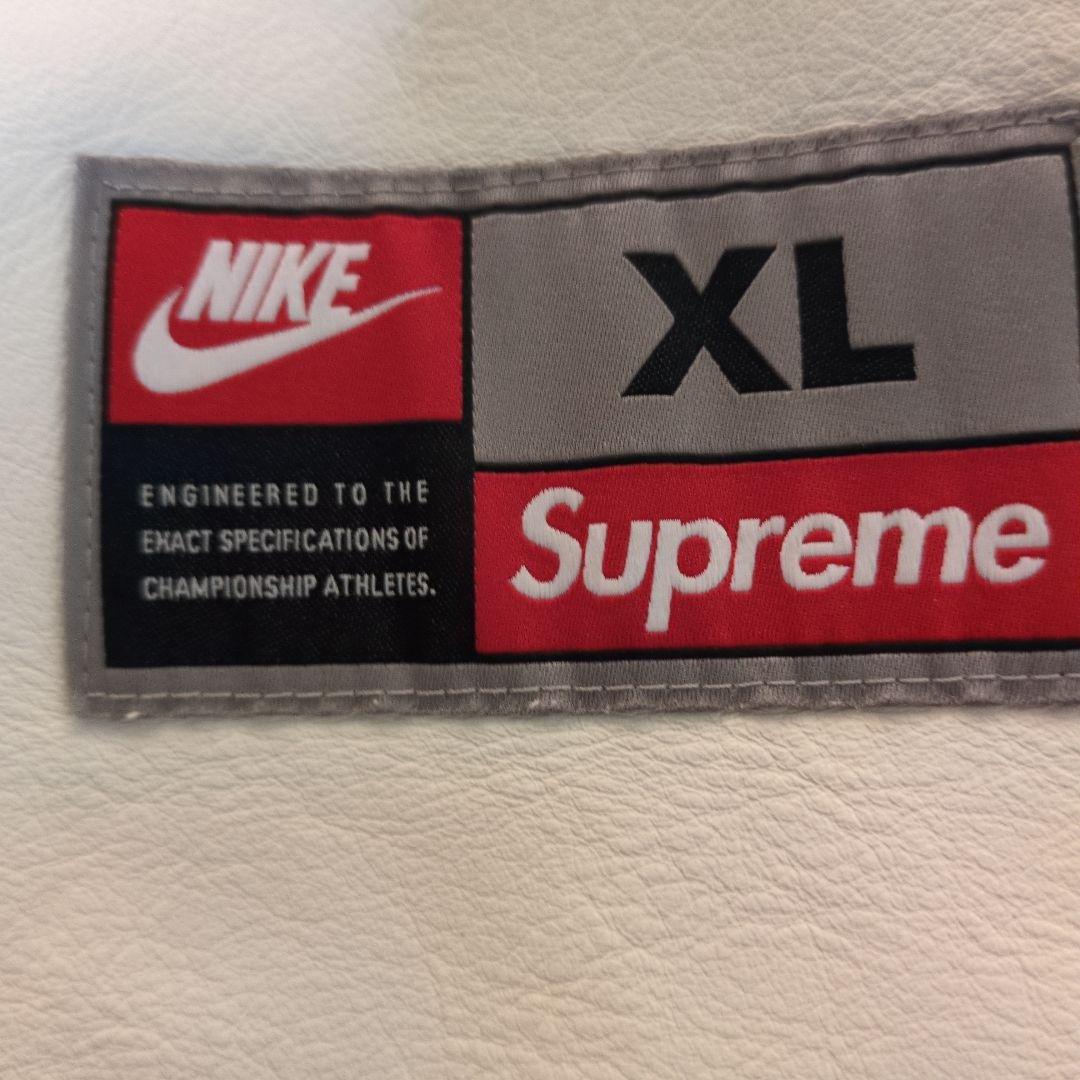 NIKE
XL
ENGINEERED TO THE
EXACT SPECIFICATIONS OF
CHAMPIONSHIP ATHLETES.
Supreme